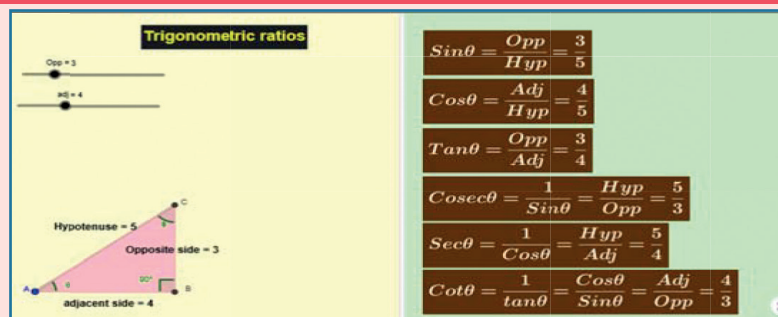 Trigonometric ratios
Opp = 3
adj = 4
C
Hypotenuse = 5
Opposite side = 3
A
θ
90°
B
adjacent side = 4
Sinθ = Opp/Hyp = 3/5
Cosθ = Adj/Hyp = 4/5
Tanθ = Opp/Adj = 3/4
Cosecθ = 1/Sinθ = Hyp/Opp = 5/3
Secθ = 1/Cosθ = Hyp/Adj = 5/4
Cotθ = 1/tanθ = Cosθ/Sinθ = Adj/Opp = 4/3